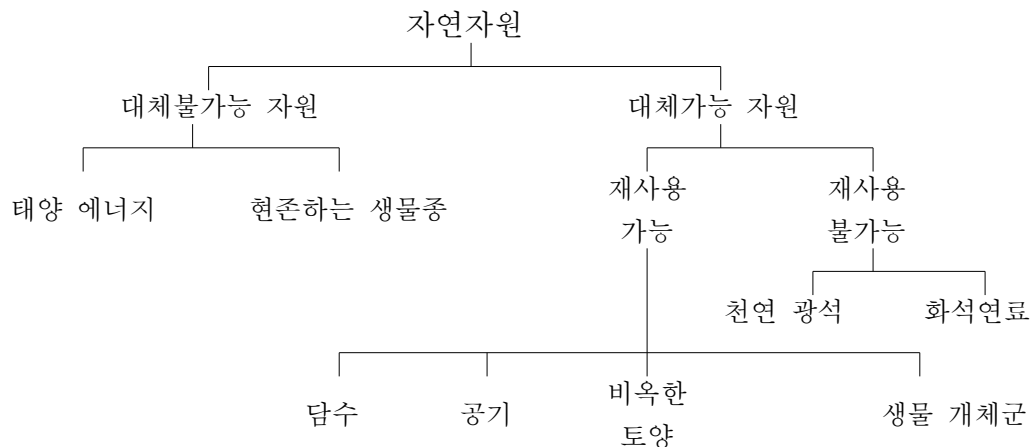 자연자원
대체불가능 자원
대체가능 자원
태양 에너지
현존하는 생물종
재사용
가능
재사용
불가능
천연 광석
화석연료
담수
공기
비옥한
토양
생물 개체군